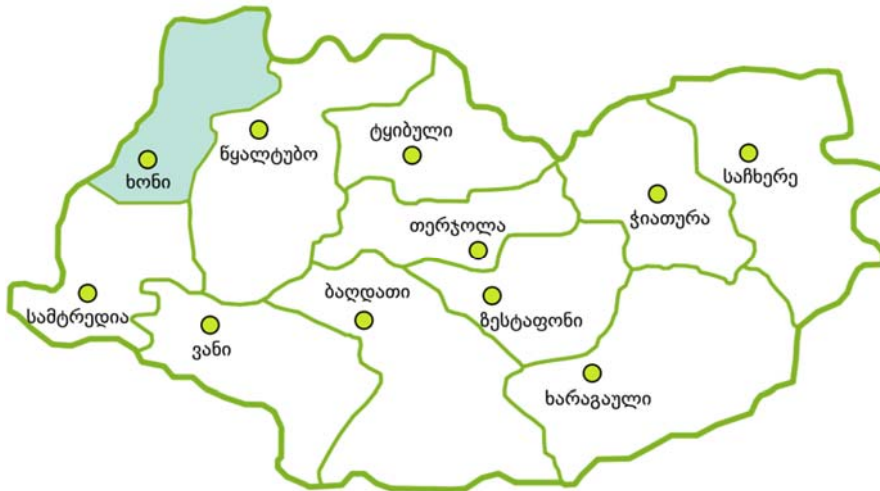 ტყიბული
წყალტუბო
საჩხერე
ხონი
ჭიათურა
თერჯოლა
ბაღდათი
სამტრედია
ზესტაფონი
ვანი
ხარაგაული